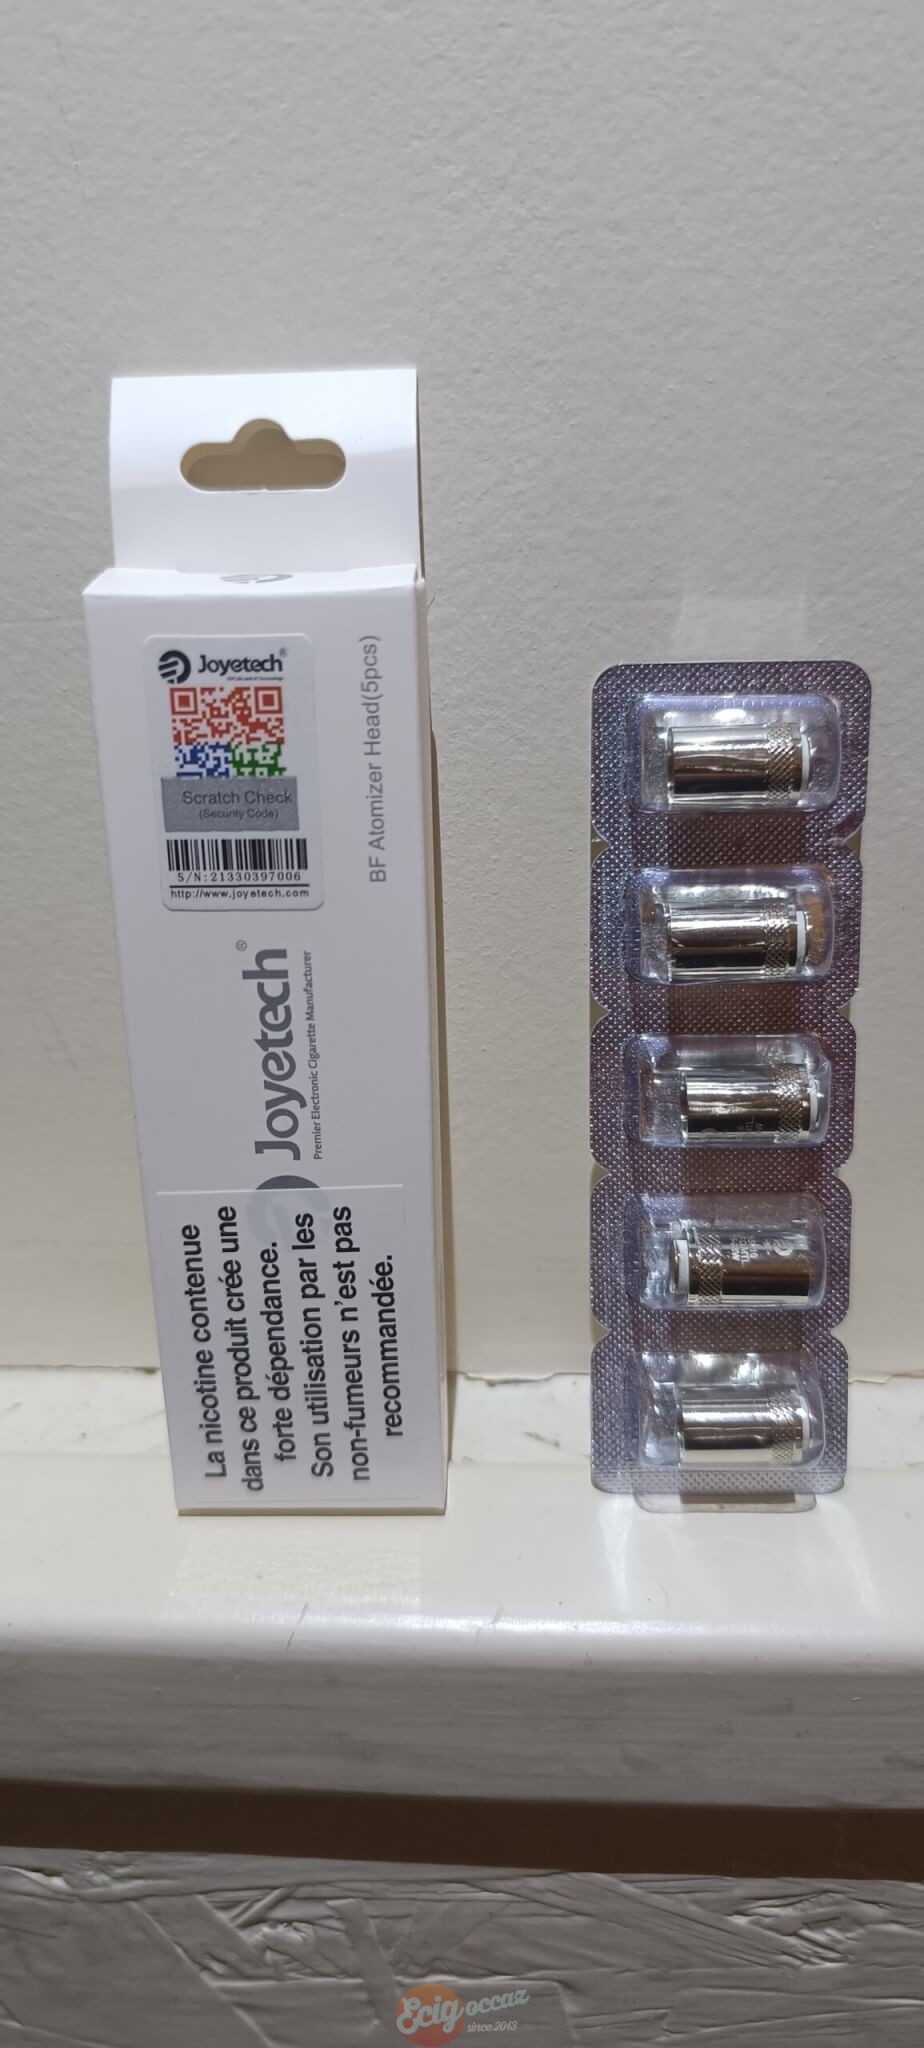 Joyetech®
Scratch Check
(Security Code)
S/N:21330397006
http://www.joyetech.com
BF Atomizer Head(5pcs)
Joyetech®
Premier Electronic Cigarette Manufacturer
La nicotine contenue
dans ce produit crée une
forte dépendance.
Son utilisation par les
non-fumeurs n'est pas
recommandée.
Ecig occaz
since 2013